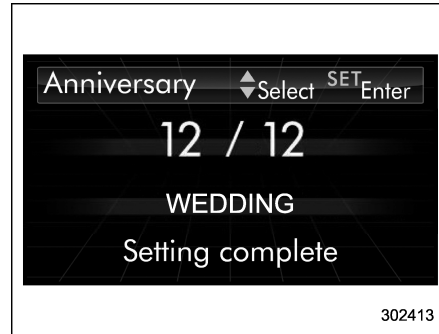 Anniversary Select SET Enter
12 / 12
WEDDING
Setting complete
302413